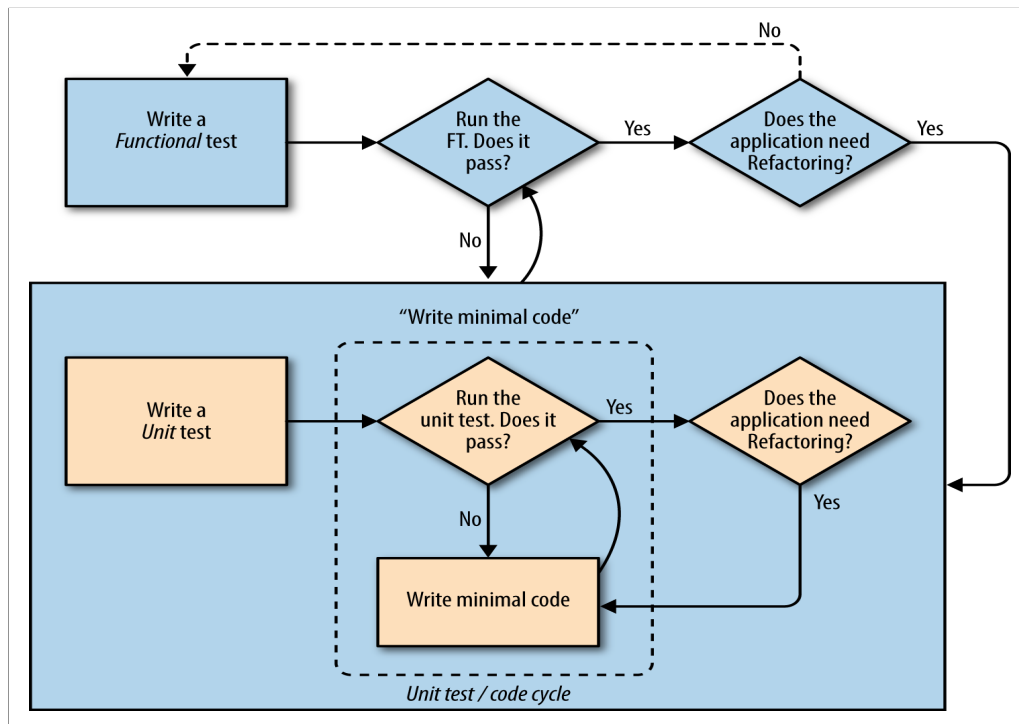 No
Write a
Functional test
Run the
FT. Does it
pass?
Yes
Does the
application need
Refactoring?
Yes
No
“Write minimal code”
Write a
Unit test
Run the
unit test. Does it
pass?
Yes
Does the
application need
Refactoring?
No
Yes
Write minimal code
Unit test / code cycle